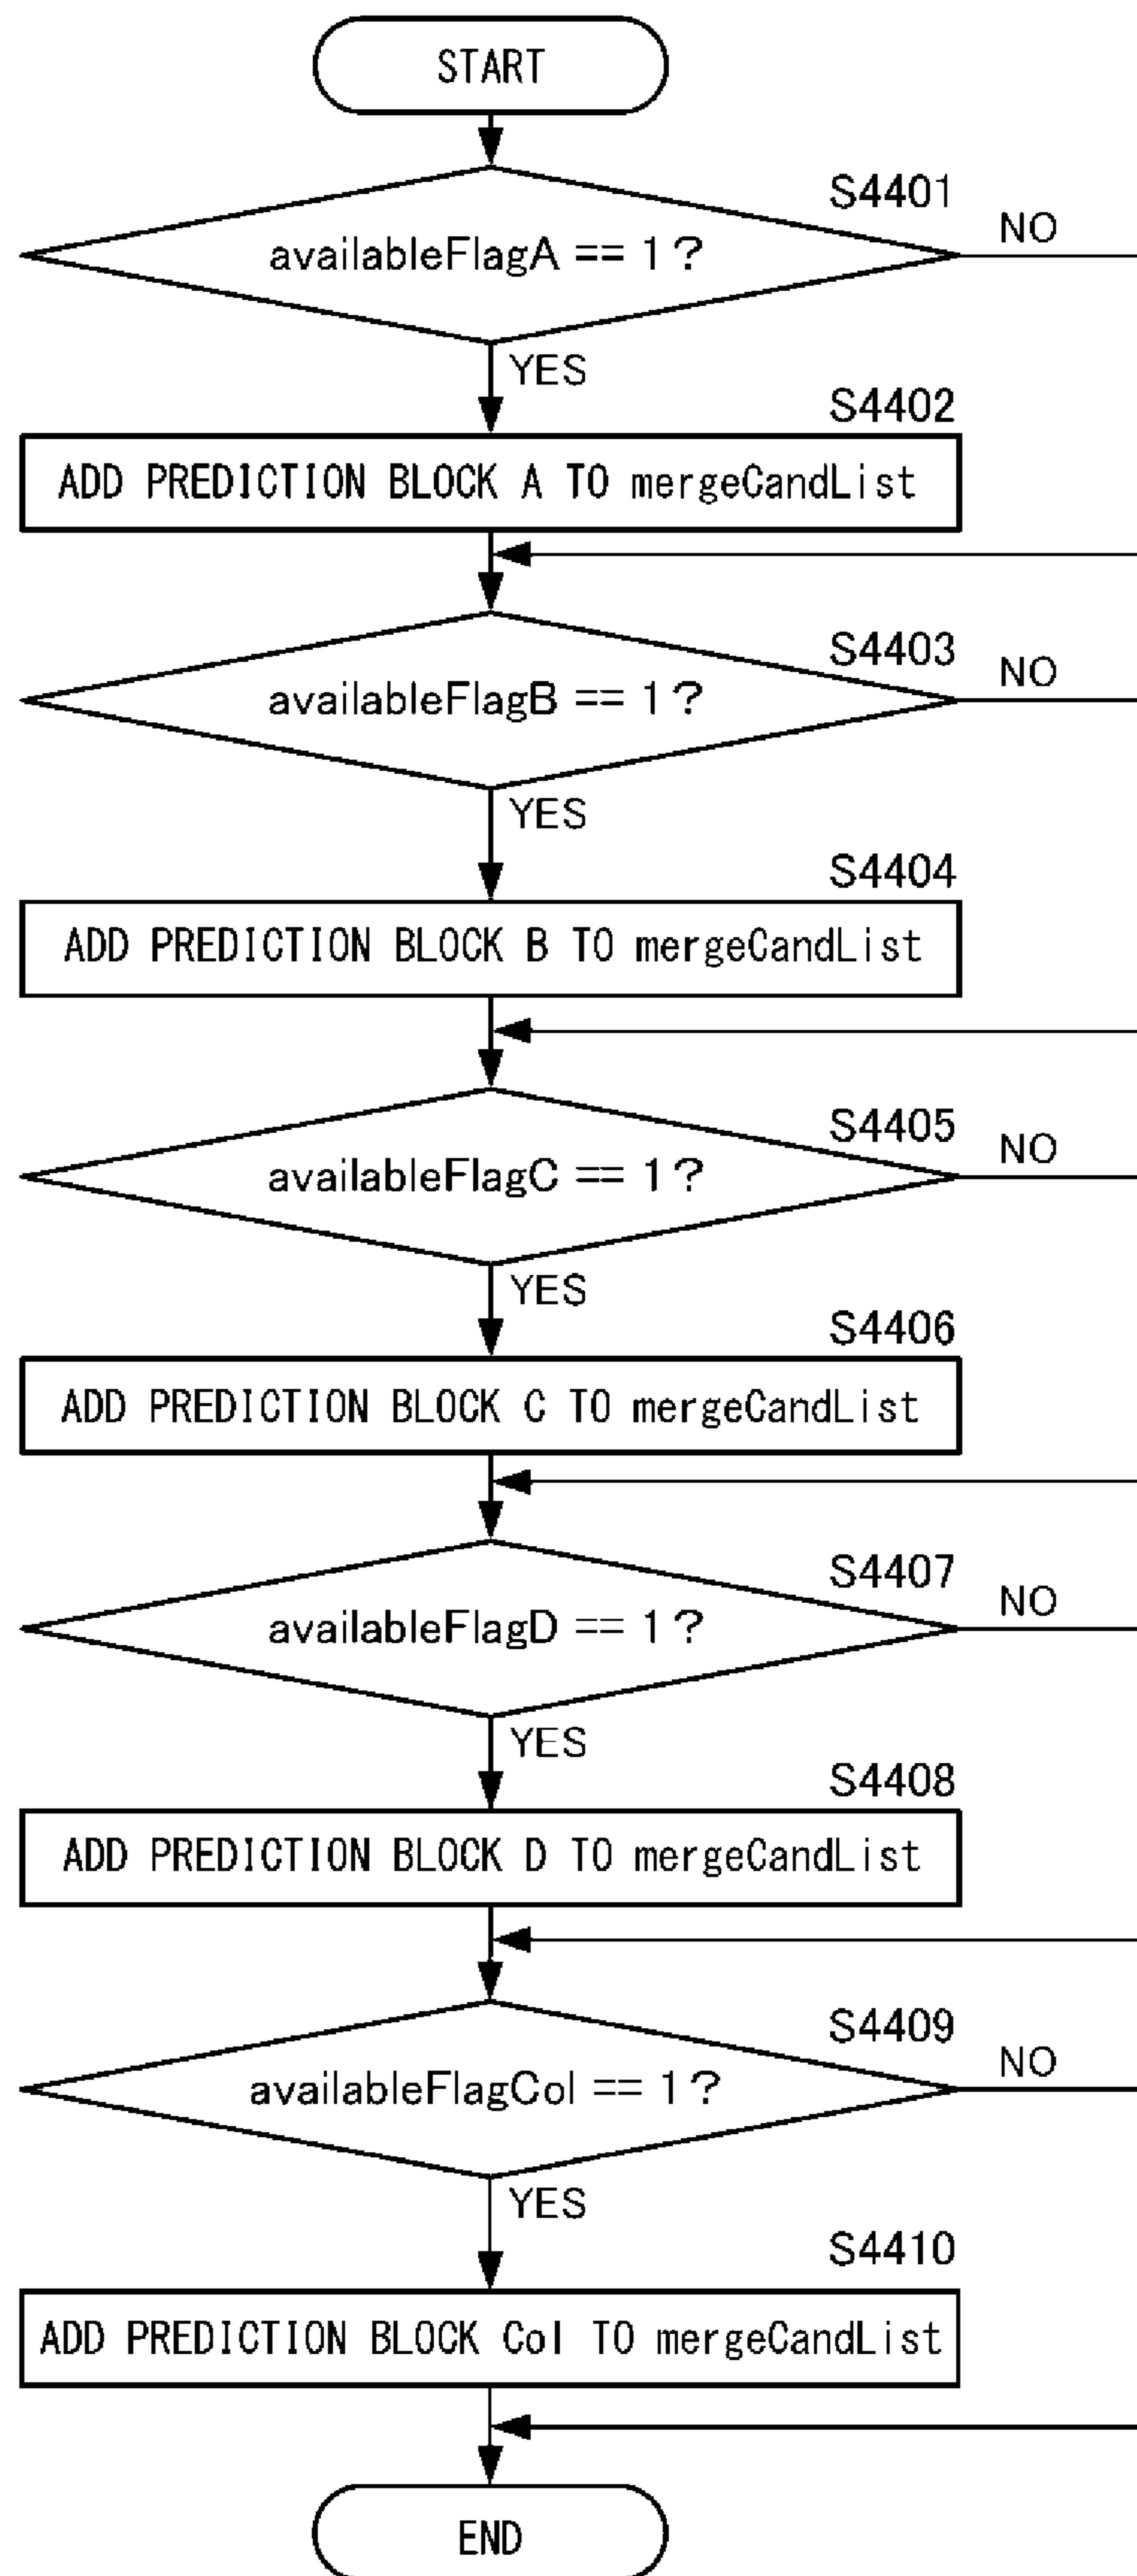 START
S4401
availableFlagA == 1?
NO
YES
S4402
ADD PREDICTION BLOCK A TO mergeCandList
S4403
availableFlagB == 1?
NO
YES
S4404
ADD PREDICTION BLOCK B TO mergeCandList
S4405
availableFlagC == 1?
NO
YES
S4406
ADD PREDICTION BLOCK C TO mergeCandList
S4407
availableFlagD == 1?
NO
YES
S4408
ADD PREDICTION BLOCK D TO mergeCandList
S4409
availableFlagCol == 1?
NO
YES
S4410
ADD PREDICTION BLOCK Col TO mergeCandList
END